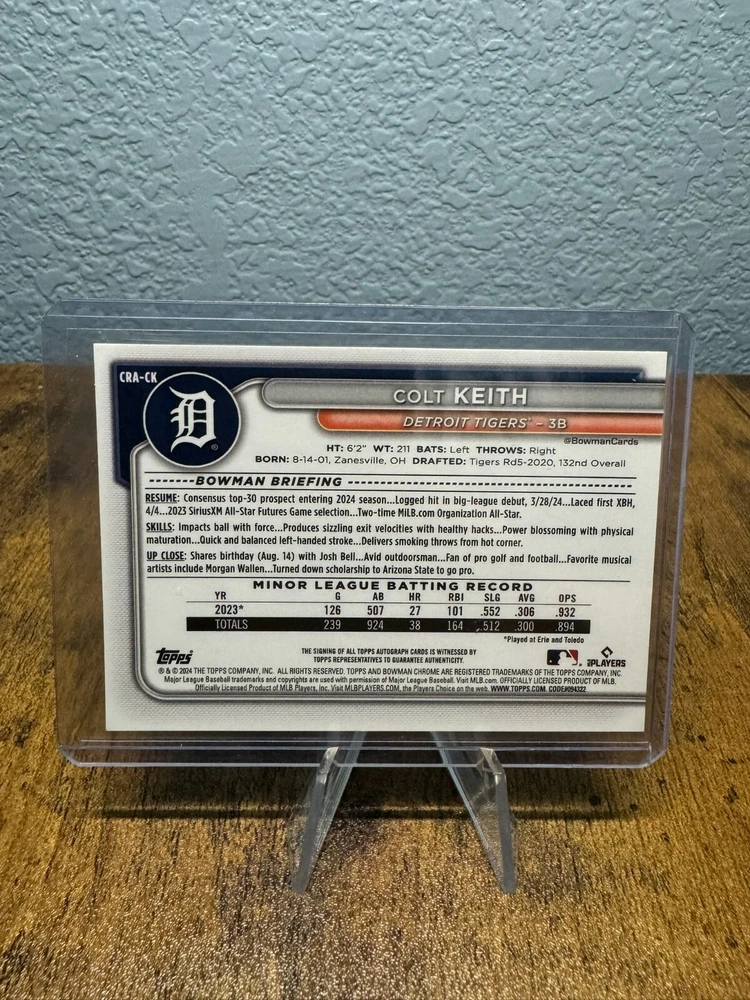 CRA-CK
D
®
COLT KEITH
DETROIT TIGERS® – 3B
@BowmanCards
HT: 6'2" WT: 211 BATS: Left THROWS: Right
BORN: 8-14-01, Zanesville, OH DRAFTED: Tigers Rd5-2020, 132nd Overall
BOWMAN BRIEFING
RESUME: Consensus top-30 prospect entering 2024 season...Logged hit in big-league debut, 3/28/24...Laced first XBH,
4/4...2023 SiriusXM All-Star Futures Game selection...Two-time MiLB.com Organization All-Star.
SKILLS: Impacts ball with force...Produces sizzling exit velocities with healthy hacks...Power blossoming with physical
maturation...Quick and balanced left-handed stroke...Delivers smoking throws from hot corner.
UP CLOSE: Shares birthday (Aug. 14) with Josh Bell...Avid outdoorsman...Fan of pro golf and football...Favorite musical
artists include Morgan Wallen...Turned down scholarship to Arizona State to go pro.
MINOR LEAGUE BATTING RECORD
YR G AB HR RBI SLG AVG OPS
2023* 126 507 27 101 .552 .306 .932
TOTALS 239 924 38 164 .512 .300 .894
*Played at Erie and Toledo
Topps
THE SIGNING OF ALL TOPPS AUTOGRAPH CARDS IS WITNESSED BY
TOPPS REPRESENTATIVES TO GUARANTEE AUTHENTICITY.
PLAYERS
® & © 2024 THE TOPPS COMPANY, INC. ALL RIGHTS RESERVED. TOPPS AND BOWMAN CHROME ARE REGISTERED TRADEMARKS OF THE TOPPS COMPANY, INC.
Major League Baseball trademarks and copyrights are used with permission of Major League Baseball. Visit MLB.com. OFFICIALLY LICENSED PRODUCT OF MLB.
Officially Licensed Product of MLB Players, Inc. Visit MLBPLAYERS.COM, the Players Choice on the web. WWW.TOPPS.COM. CODE#094322